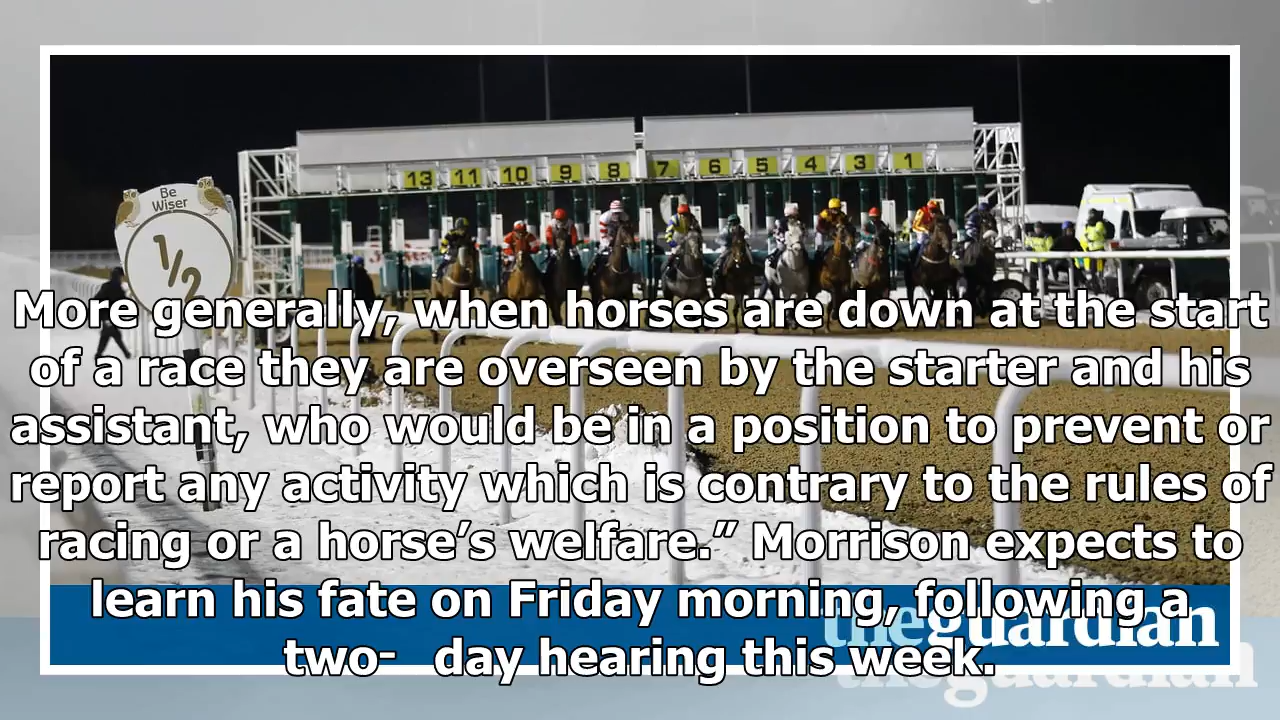 13 11 10 9 8 7 6 5 4 3 1
Be
Wiser
1/2
More generally, when horses are down at the start
of a race they are overseen by the starter and his
assistant, who would be in a position to prevent or
report any activity which is contrary to the rules of
racing or a horse’s welfare.” Morrison expects to
learn his fate on Friday morning, following a
two- day hearing this week.
theguardian
theguardian